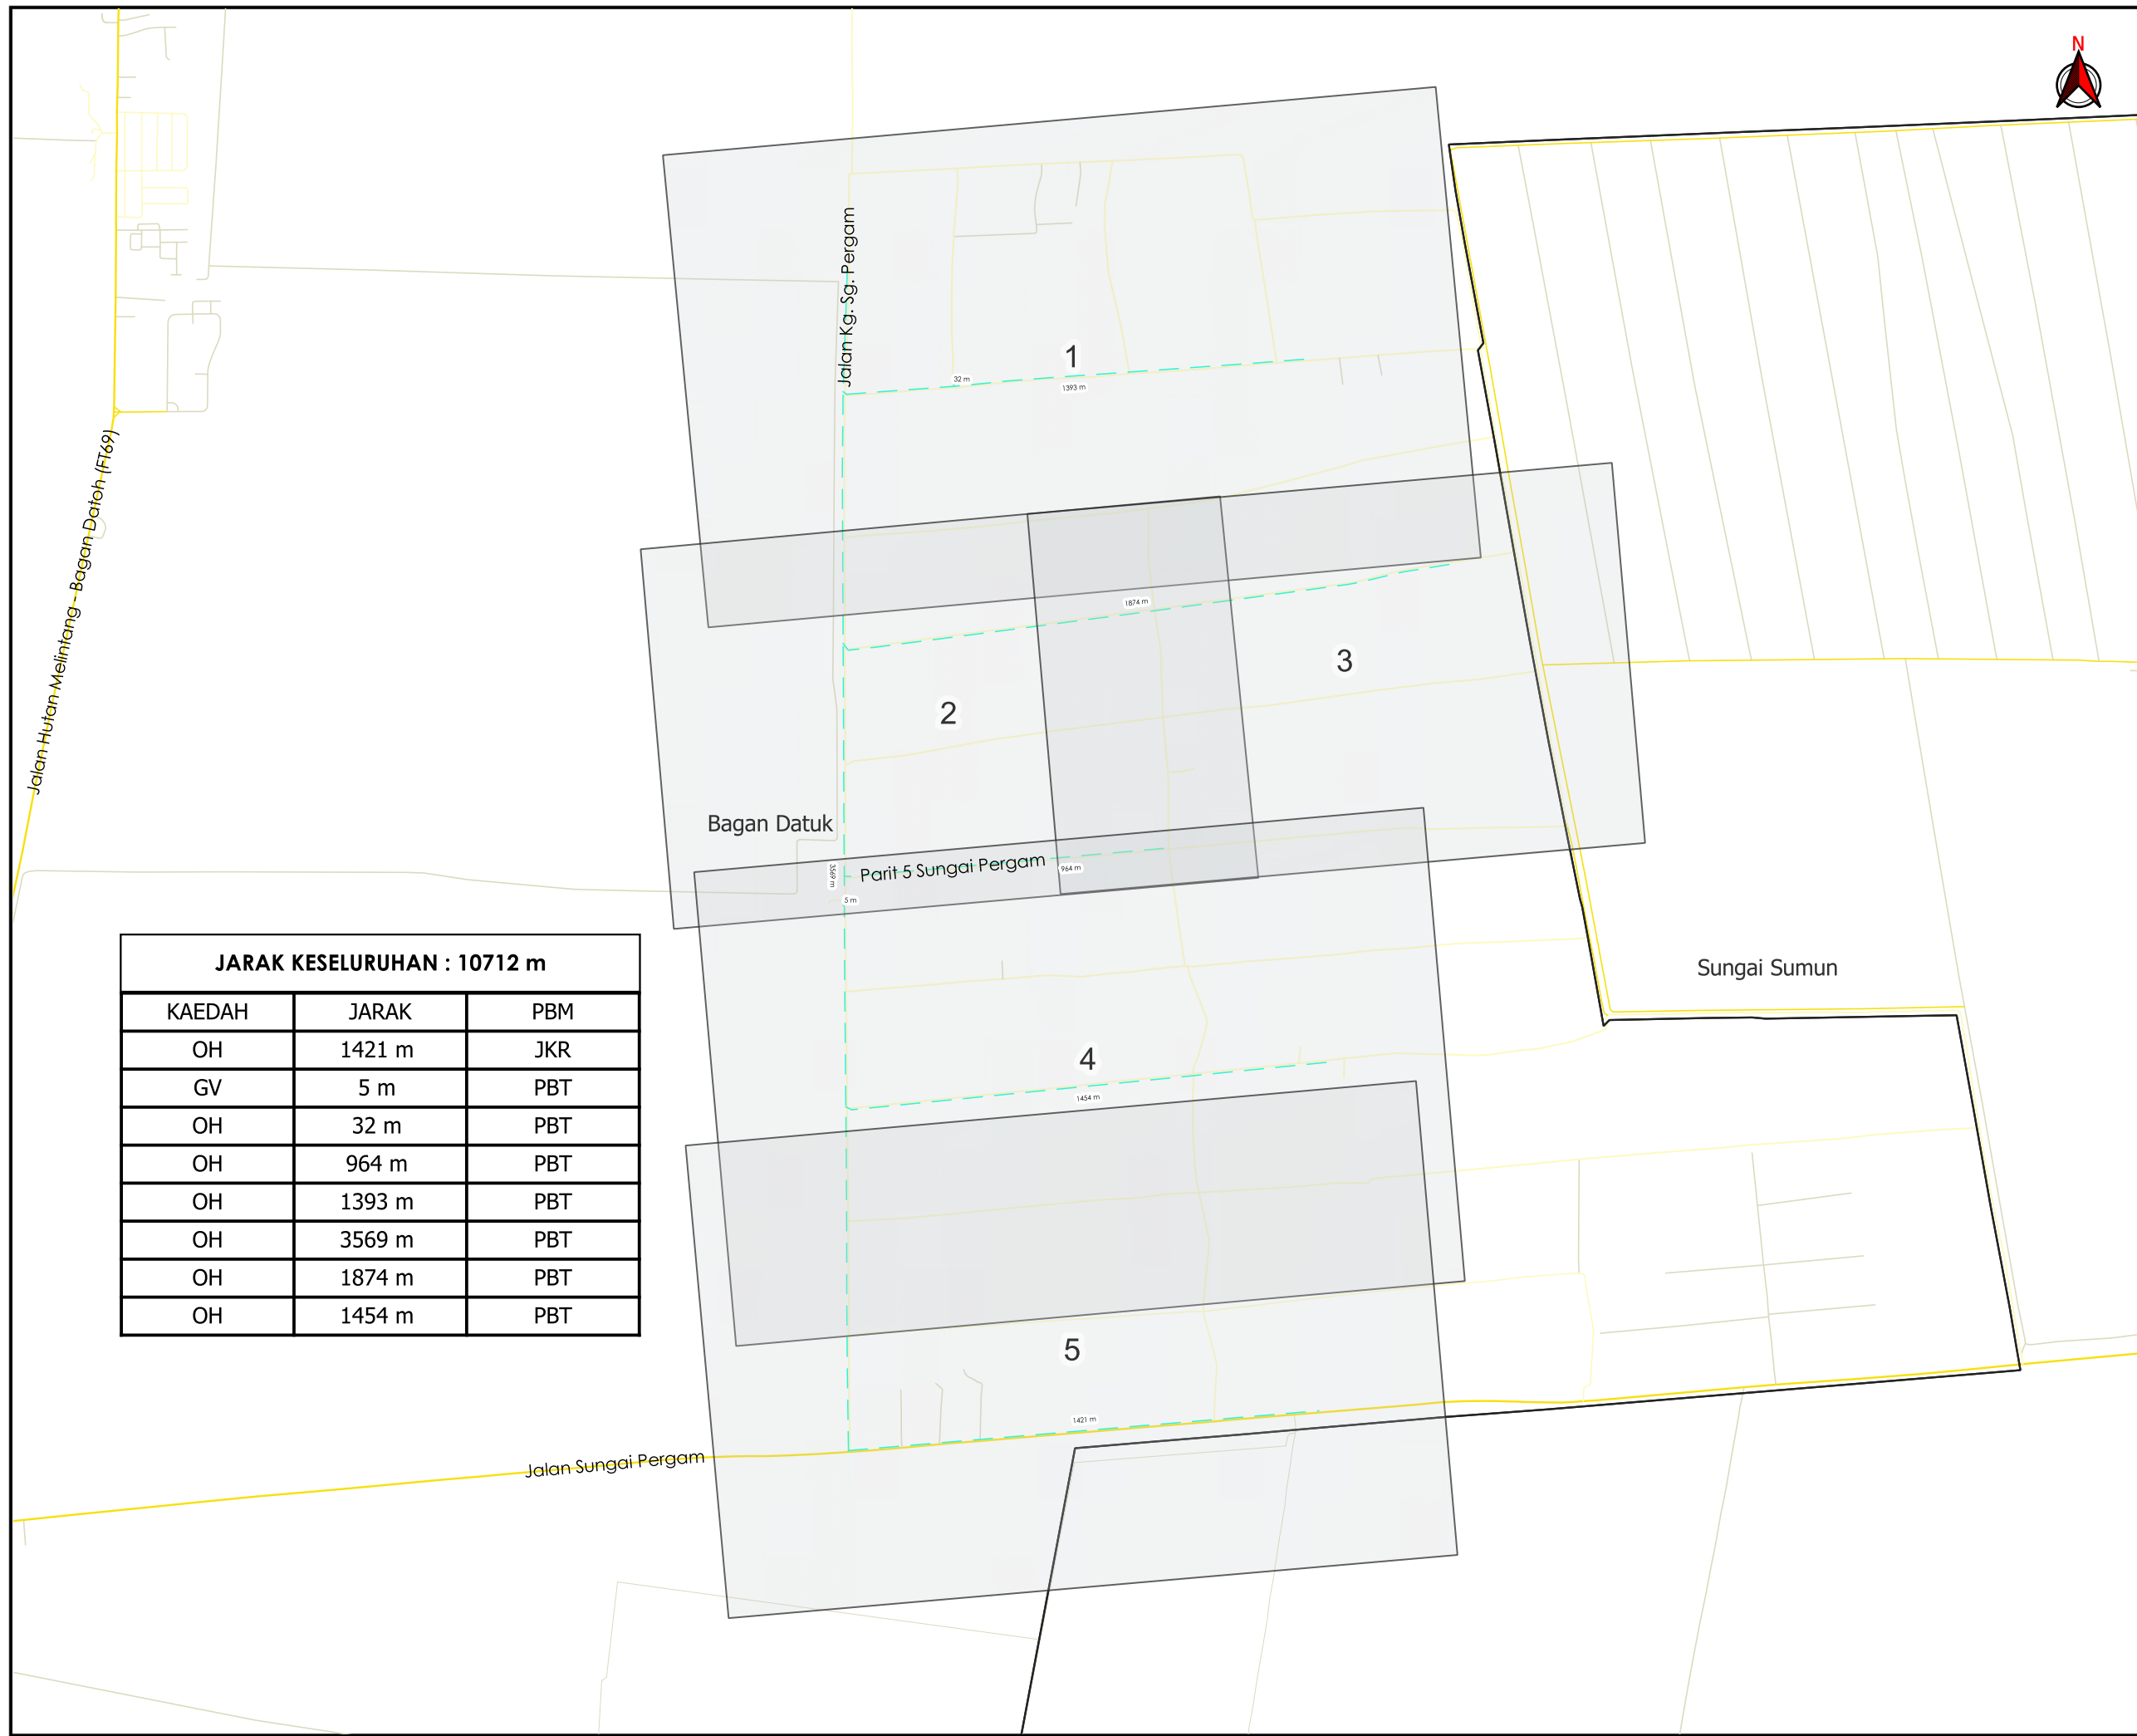 N
Jalan Kg. Sg. Pergam
1
32 m
1393 m
Jalan Hutan Melintang - Bagan Datoh (FT69)
1874 m
3
2
Bagan Datuk
Parit 5 Sungai Pergam
964 m
3569 m
5 m
Sungai Sumun
JARAK KESELURUHAN : 10712 m
KAEDAH JARAK PBM
OH 1421 m JKR
GV 5 m PBT
OH 32 m PBT
OH 964 m PBT
OH 1393 m PBT
OH 3569 m PBT
OH 1874 m PBT
OH 1454 m PBT
4
1454 m
5
1421 m
Jalan Sungai Pergam